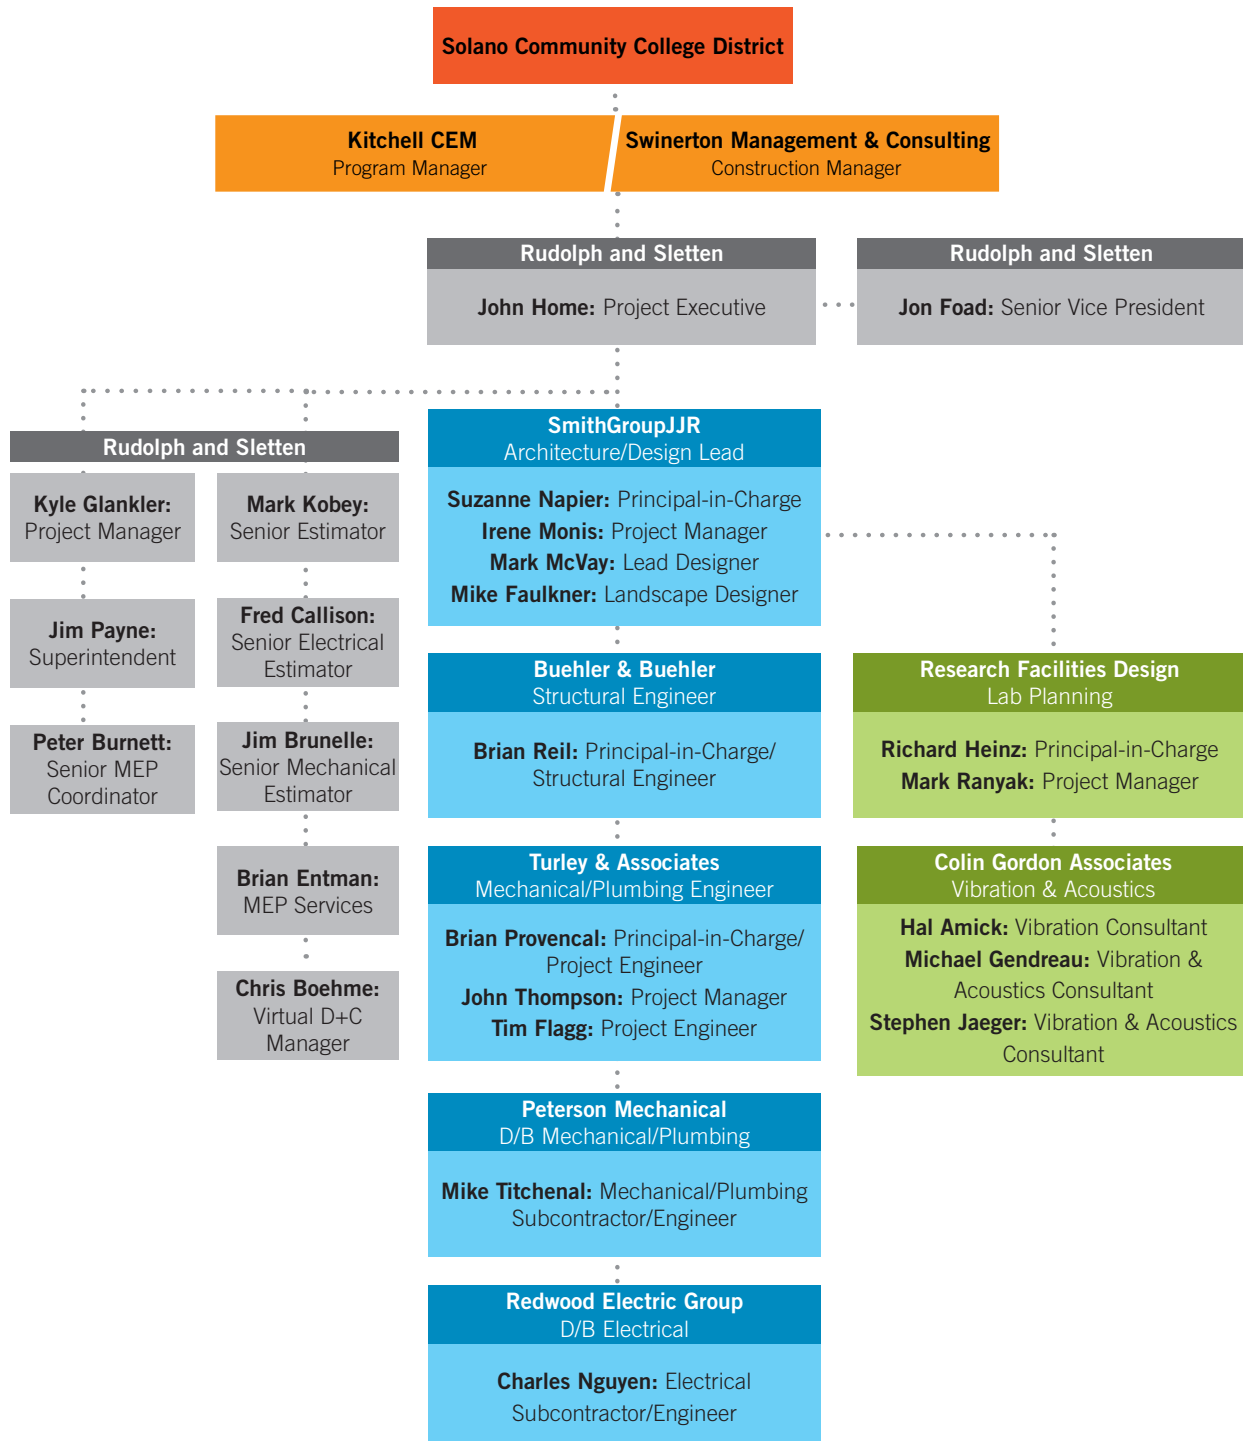 Solano Community College District
Kitchell CEM
Program Manager
Swinerton Management & Consulting
Construction Manager
Rudolph and Sletten
John Home: Project Executive
Rudolph and Sletten
Jon Foad: Senior Vice President
Rudolph and Sletten
Kyle Glankler:
Project Manager
Jim Payne:
Superintendent
Peter Burnett:
Senior MEP
Coordinator
Mark Kobey:
Senior Estimator
Fred Callison:
Senior Electrical
Estimator
Jim Brunelle:
Senior Mechanical
Estimator
Brian Entman:
MEP Services
Chris Boehme:
Virtual D+C
Manager
SmithGroupJJR
Architecture/Design Lead
Suzanne Napier: Principal-in-Charge
Irene Monis: Project Manager
Mark McVay: Lead Designer
Mike Faulkner: Landscape Designer
Buehler & Buehler
Structural Engineer
Brian Reil: Principal-in-Charge/
Structural Engineer
Turley & Associates
Mechanical/Plumbing Engineer
Brian Provencal: Principal-in-Charge/
Project Engineer
John Thompson: Project Manager
Tim Flagg: Project Engineer
Peterson Mechanical
D/B Mechanical/Plumbing
Mike Titchenal: Mechanical/Plumbing
Subcontractor/Engineer
Redwood Electric Group
D/B Electrical
Charles Nguyen: Electrical
Subcontractor/Engineer
Research Facilities Design
Lab Planning
Richard Heinz: Principal-in-Charge
Mark Ranyak: Project Manager
Colin Gordon Associates
Vibration & Acoustics
Hal Amick: Vibration Consultant
Michael Gendreau: Vibration &
Acoustics Consultant
Stephen Jaeger: Vibration & Acoustics
Consultant